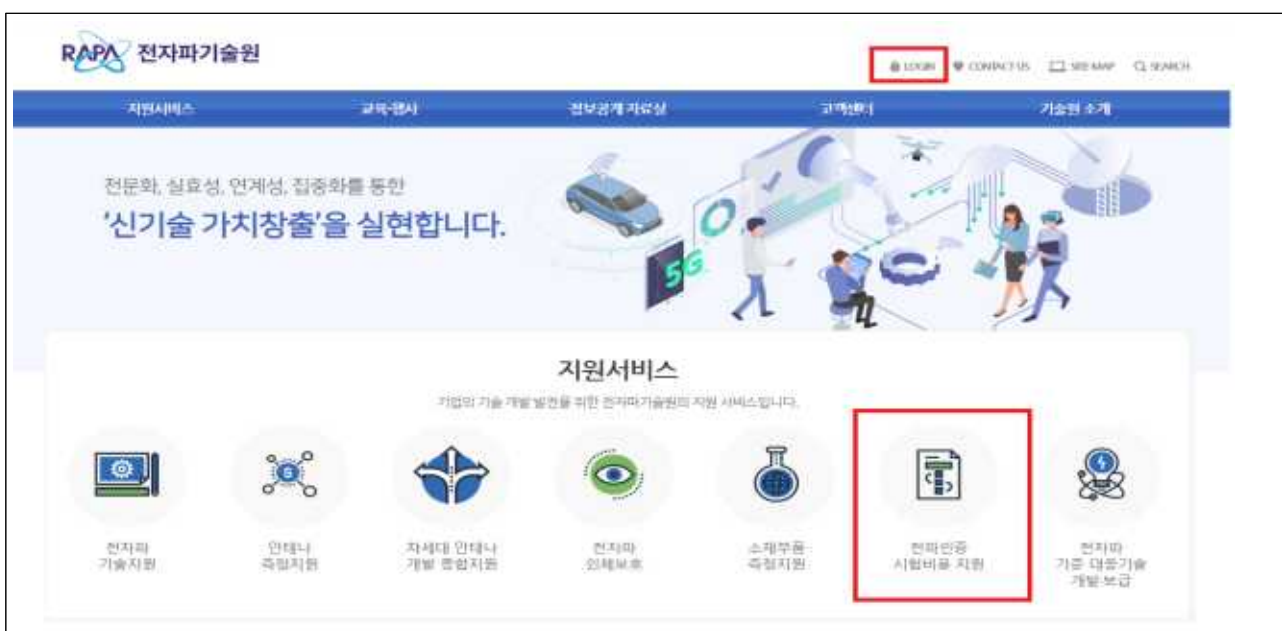 RAPA 전자파기술원
LOGIN CONTACT US SITE MAP SEARCH
지원서비스 교육·행사 정보공개 자료실 고객센터 기술원 소개
전문화, 실효성, 연계성, 집중화를 통한
'신기술 가치창출'을 실현합니다.
5G
지원서비스
기업의 기술 개발 발전을 위한 전자파기술원의 지원 서비스입니다.
전자파
기술지원
안테나
측정지원
차세대 안테나
개발 종합지원
전자파
인체보호
소재부품·
측정지원
전파인증
시험비용 지원
전자파
기준 대응기술
개발·보급